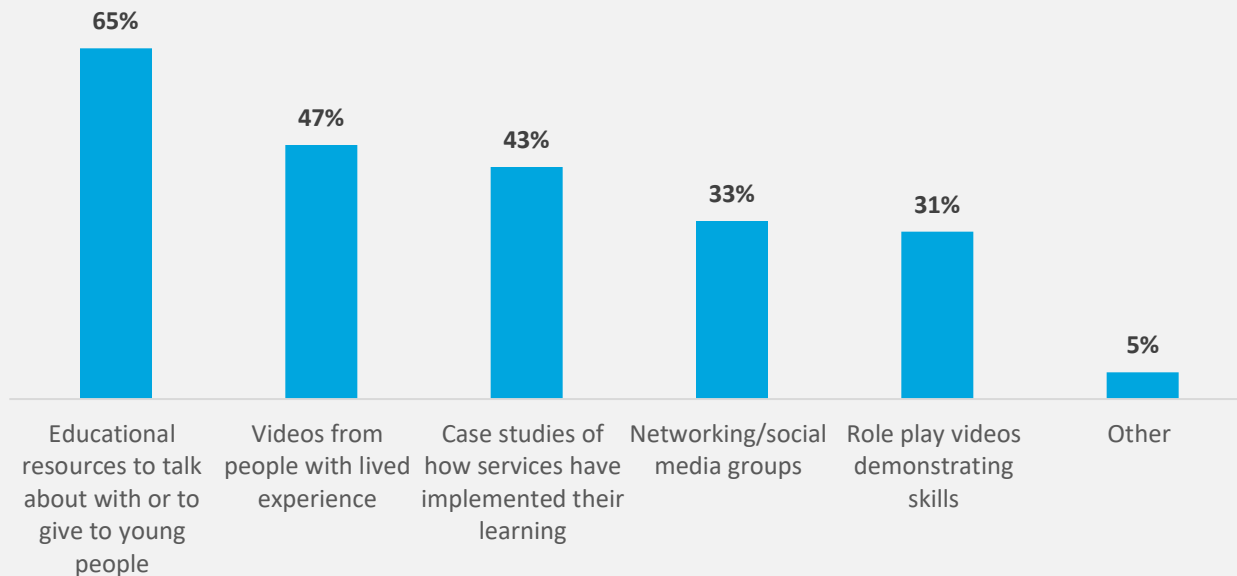 65%
47%
43%
33%
31%
5%
Educational
resources to talk
about with or to
give to young
people
Videos from
people with lived
experience
Case studies of
how services have
implemented their
learning
Networking/social
media groups
Role play videos
demonstrating
skills
Other